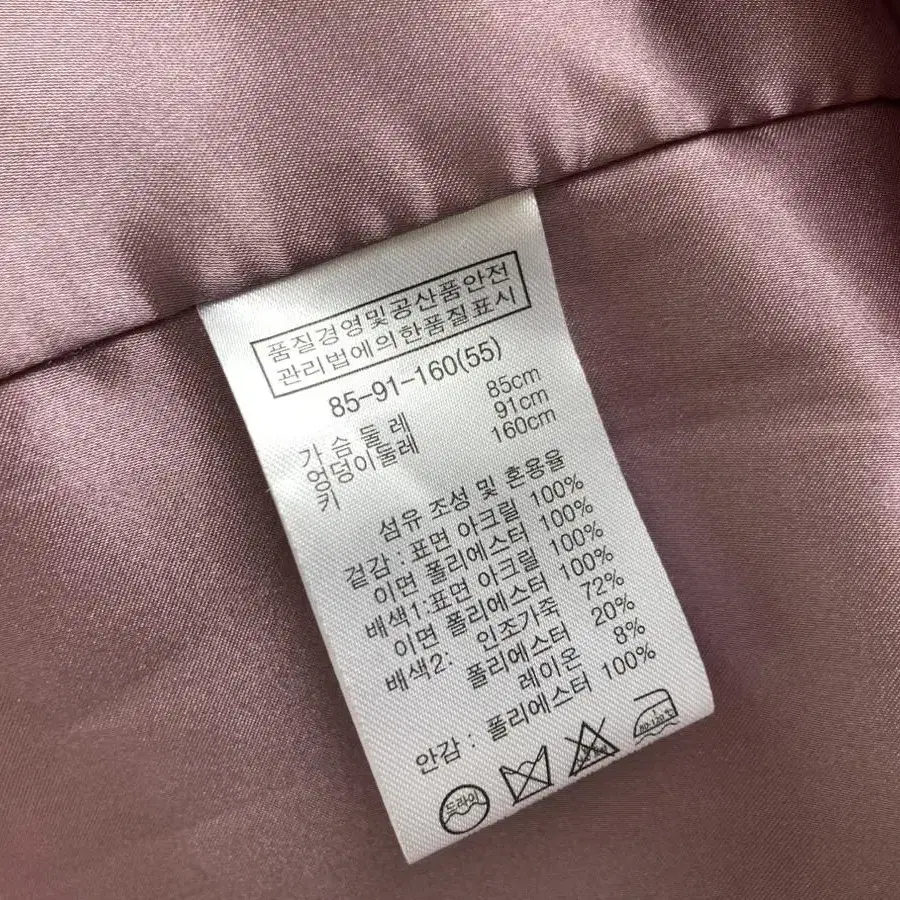 품질경영및공산품안전
관리법에의한품질표시
85-91-160(55)
가슴둘레 85cm
엉덩이둘레 91cm
키 160cm
섬유 조성 및 혼용율
겉감 : 표면 아크릴 100%
이면 폴리에스터 100%
배색1:표면 아크릴 100%
이면 폴리에스터 100%
배색2: 인조가죽 72%
폴리에스터 20%
레이온 8%
안감 : 폴리에스터 100%
드라이
80-120℃